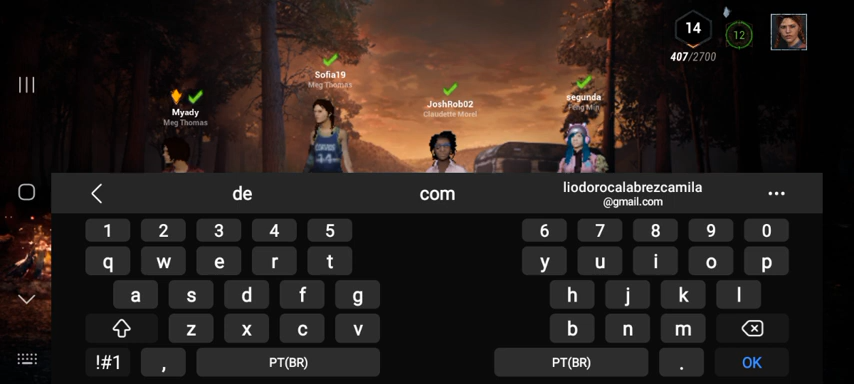 14
12
407/2700
Sofia19
Meg Thomas
JoshRob02
Claudette Morel
segunda
Feng Min
Myady
Meg Thomas
de com liodorocalabrezcamila
@gmail.com
1 2 3 4 5 6 7 8 9 0
q w e r t y u i o p
a s d f g h j k l
z x c v b n m
!#1 , PT(BR) PT(BR) . OK